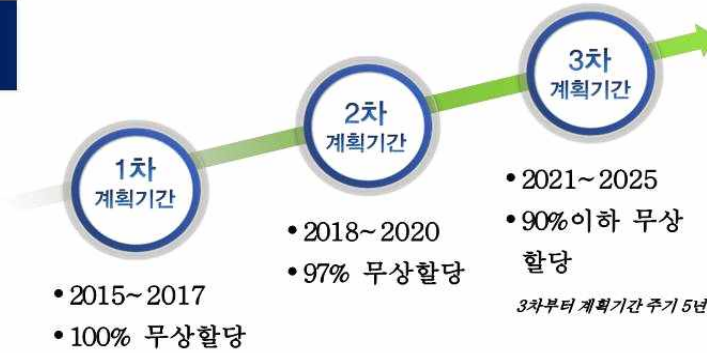 1차
계획기간
• 2015~2017
• 100% 무상할당
2차
계획기간
• 2018~2020
• 97% 무상할당
3차
계획기간
• 2021~2025
• 90%이하 무상
할당
3차부터 계획기간 주기 5년